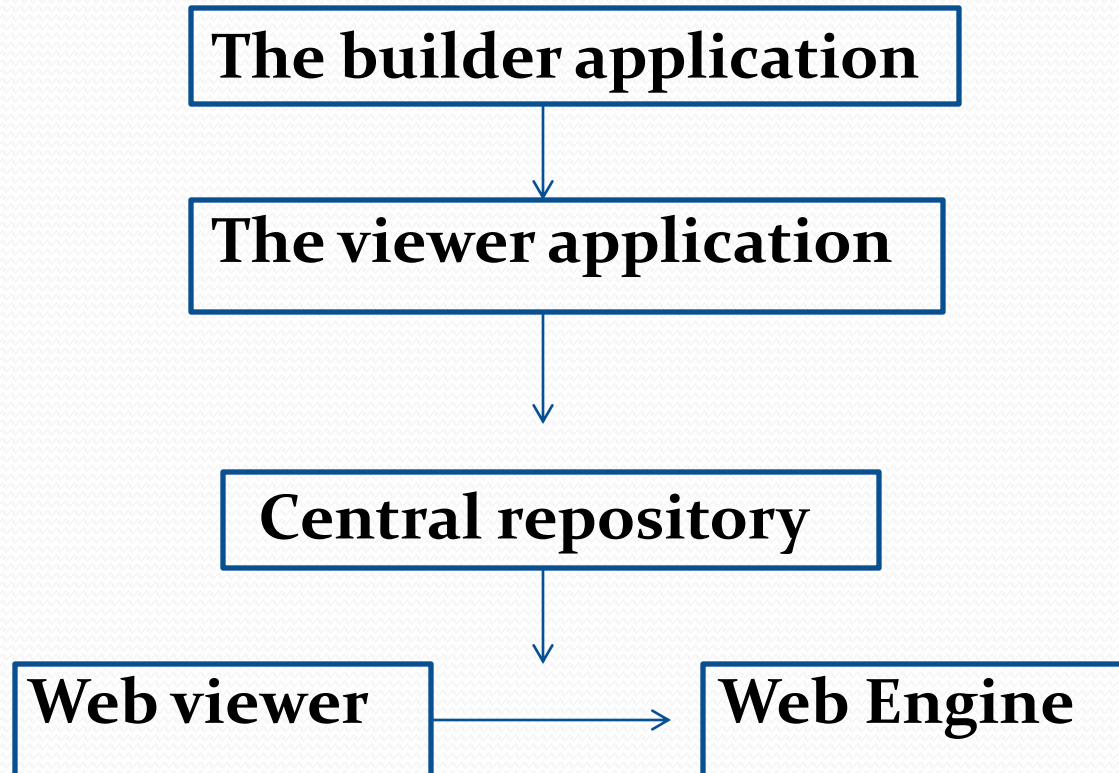 The builder application
The viewer application
Central repository
Web viewer
Web Engine